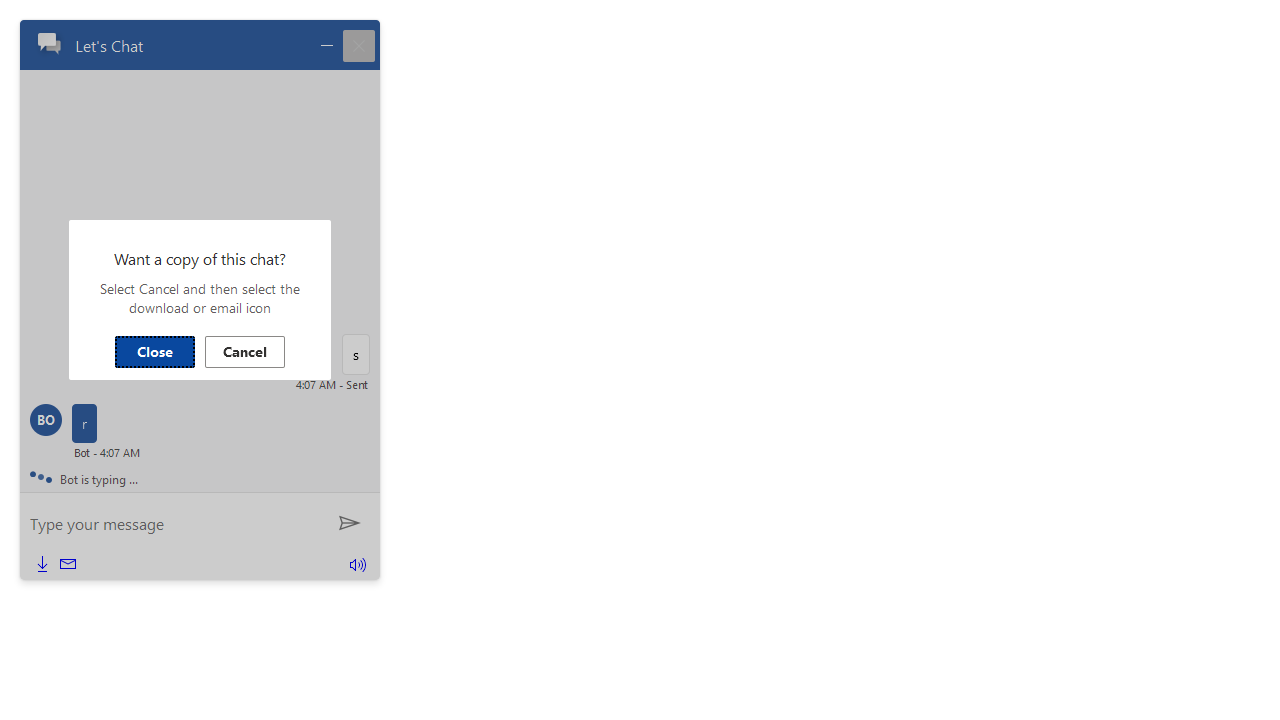 Let's Chat
Want a copy of this chat?
Select Cancel and then select the
download or email icon
Close Cancel
s
4:07 AM - Sent
BO r
Bot - 4:07 AM
Bot is typing ...
Type your message